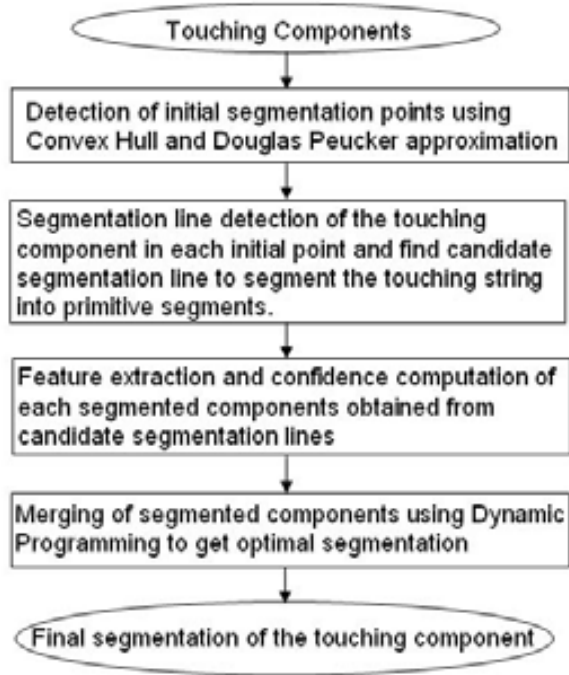 Touching Components
Detection of initial segmentation points using
Convex Hull and Douglas Peucker approximation
Segmentation line detection of the touching
component in each initial point and find candidate
segmentation line to segment the touching string
into primitive segments.
Feature extraction and confidence computation of
each segmented components obtained from
candidate segmentation lines
Merging of segmented components using Dynamic
Programming to get optimal segmentation
Final segmentation of the touching component